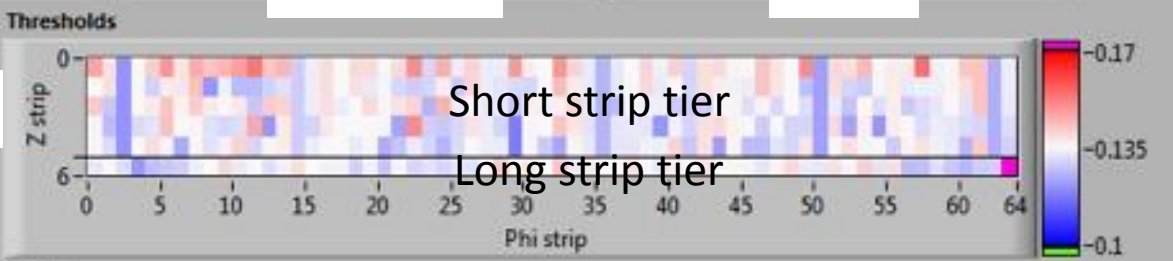 Thresholds
Z strip
0
6
Short strip tier
Long strip tier
0 5 10 15 20 25 30 35 40 45 50 55 60 64
Phi strip
-0.17
-0.135
-0.1